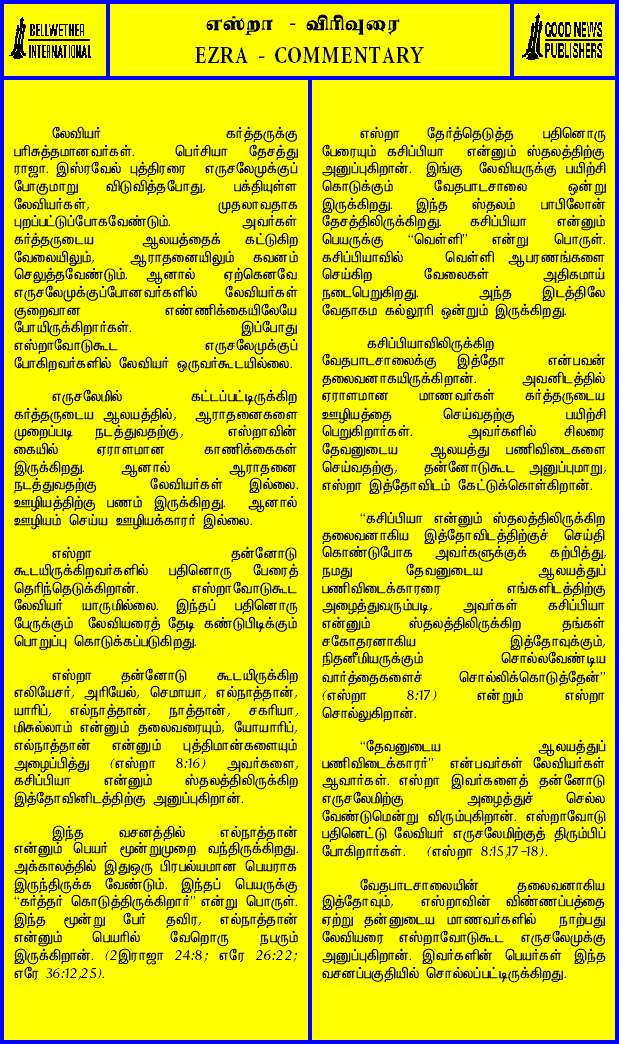 BELLWETHER
INTERNATIONAL
எஸ்றா - விரிவுரை
EZRA - COMMENTARY
GOOD NEWS
PUBLISHERS
லேவியர் கர்த்தருக்கு
பரிசுத்தமானவர்கள். பெர்சியா தேசத்து
ராஜா. இஸ்ரவேல் புத்திரரை எருசலேமுக்குப்
போகுமாறு விடுவித்தபோது, பக்தியுள்ள
லேவியர்கள், முதலாவதாக
புறப்பட்டுப்போகவேண்டும். அவர்கள்
கர்த்தருடைய ஆலயத்தைக் கட்டுகிற
வேலையிலும், ஆராதனையிலும் கவனம்
செலுத்தவேண்டும். ஆனால் ஏற்கெனவே
எருசலேமுக்குப்போனவர்களில் லேவியர்கள்
குறைவான எண்ணிக்கையிலேயே
போயிருக்கிறார்கள். இப்போது
எஸ்றாவோடுகூட எருசலேமுக்குப்
போகிறவர்களில் லேவியர் ஒருவர்கூடயில்லை.
எருசலேமில் கட்டப்பட்டிருக்கிற
கர்த்தருடைய ஆலயத்தில், ஆராதனைகளை
முறைப்படி நடத்துவதற்கு, எஸ்றாவின்
கையில் ஏராளமான காணிக்கைகள்
இருக்கிறது. ஆனால் ஆராதனை
நடத்துவதற்கு லேவியர்கள் இல்லை.
ஊழியத்திற்கு பணம் இருக்கிறது. ஆனால்
ஊழியம் செய்ய ஊழியக்காரர் இல்லை.
எஸ்றா தன்னோடு
கூடயிருக்கிறவர்களில் பதினொரு பேரைத்
தெரிந்தெடுக்கிறான். எஸ்றாவோடுகூட
லேவியர் யாருமில்லை. இந்தப் பதினொரு
பேருக்கும் லேவியரைத் தேடி கண்டுபிடிக்கும்
பொறுப்பு கொடுக்கப்படுகிறது.
எஸ்றா தன்னோடு கூடயிருக்கிற
எலியேசர், அரியேல், செமாயா, எல்நாத்தான்,
யாரிப், எல்நாத்தான், நாத்தான், சகரியா,
மிசுல்லாம் என்னும் தலைவரையும், யோயாரிப்,
எல்நாத்தான் என்னும் புத்திமான்களையும்
அழைப்பித்து (எஸ்றா 8:16) அவர்களை,
கசிப்பியா என்னும் ஸ்தலத்திலிருக்கிற
இத்தோவினிடத்திற்கு அனுப்புகிறான்.
இந்த வசனத்தில் எல்நாத்தான்
என்னும் பெயர் மூன்றுமுறை வந்திருக்கிறது.
அக்காலத்தில் இதுஒரு பிரபல்யமான பெயராக
இருந்திருக்க வேண்டும். இந்தப் பெயருக்கு
“கர்த்தர் கொடுத்திருக்கிறார்” என்று பொருள்.
இந்த மூன்று பேர் தவிர, எல்நாத்தான்
என்னும் பெயரில் வேறொரு நபரும்
இருக்கிறான். (2இராஜா 24:8; எரே 26:22;
எரே 36:12,25).
எஸ்றா தேர்த்தெடுத்த பதினொரு
பேரையும் கசிப்பியா என்னும் ஸ்தலத்திற்கு
அனுப்புகிறான். இங்கு லேவியருக்கு பயிற்சி
கொடுக்கும் வேதபாடசாலை ஒன்று
இருக்கிறது. இந்த ஸ்தலம் பாபிலோன்
தேசத்திலிருக்கிறது. கசிப்பியா என்னும்
பெயருக்கு “வெள்ளி” என்று பொருள்.
கசிப்பியாவில் வெள்ளி ஆபரணங்களை
செய்கிற வேலைகள் அதிகமாய்
நடைபெறுகிறது. அந்த இடத்திலே
வேதாகம கல்லூரி ஒன்றும் இருக்கிறது.
கசிப்பியாவிலிருக்கிற
வேதபாடசாலைக்கு இத்தோ என்பவன்
தலைவனாகயிருக்கிறான். அவனிடத்தில்
ஏராளமான மாணவர்கள் கர்த்தருடைய
ஊழியத்தை செய்வதற்கு பயிற்சி
பெறுகிறார்கள். அவர்களில் சிலரை
தேவனுடைய ஆலயத்து பணிவிடைகளை
செய்வதற்கு, தன்னோடுகூட அனுப்புமாறு,
எஸ்றா இத்தோவிடம் கேட்டுக்கொள்கிறான்.
“கசிப்பியா என்னும் ஸ்தலத்திலிருக்கிற
தலைவனாகிய இத்தோவிடத்திற்குச் செய்தி
கொண்டுபோக அவர்களுக்குக் கற்பித்து,
நமது தேவனுடைய ஆலயத்துப்
பணிவிடைக்காரரை எங்களிடத்திற்கு
அழைத்துவரும்படி, அவர்கள் கசிப்பியா
என்னும் ஸ்தலத்திலிருக்கிற தங்கள்
சகோதரனாகிய இத்தோவுக்கும்,
நிதனீமியருக்கும் சொல்லவேண்டிய
வார்த்தைகளைச் சொல்லிக்கொடுத்தேன்”
(எஸ்றா 8:17) என்றும் எஸ்றா
சொல்லுகிறான்.
“தேவனுடைய ஆலயத்துப்
பணிவிடைக்காரர்” என்பவர்கள் லேவியர்கள்
ஆவார்கள். எஸ்றா இவர்களைத் தன்னோடு
எருசலேமிற்கு அழைத்துச் செல்ல
வேண்டுமென்று விரும்புகிறான். எஸ்றாவோடு
பதினெட்டு லேவியர் எருசலேமிற்குத் திரும்பிப்
போகிறார்கள். (எஸ்றா 8:15,17-18).
வேதபாடசாலையின் தலைவனாகிய
இத்தோவும், எஸ்றாவின் விண்ணப்பத்தை
ஏற்று தன்னுடைய மாணவர்களில் நாற்பது
லேவியரை எஸ்றாவோடுகூட எருசலேமுக்கு
அனுப்புகிறான். இவர்களின் பெயர்கள் இந்த
வசனப்பகுதியில் சொல்லப்பட்டிருக்கிறது.